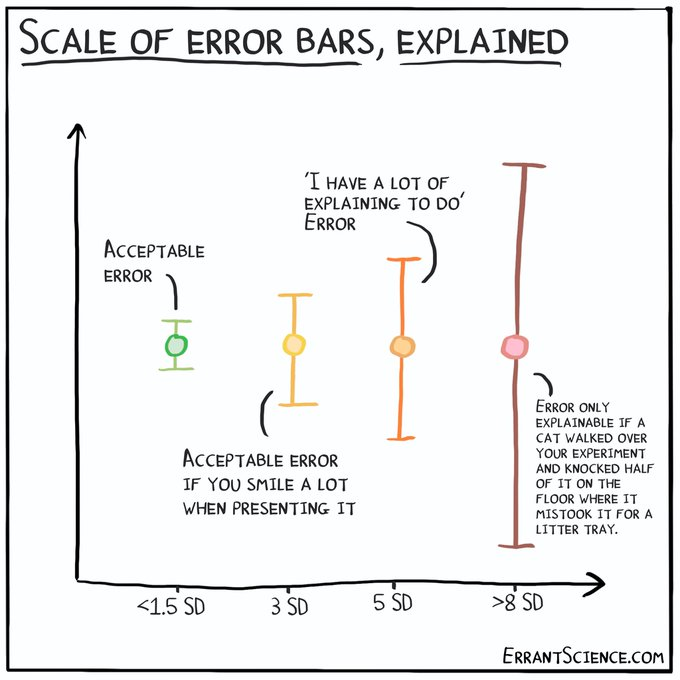 SCALE OF ERROR BARS, EXPLAINED
'I HAVE A LOT OF
EXPLAINING TO DO'
ERROR
ACCEPTABLE
ERROR
ACCEPTABLE ERROR
IF YOU SMILE A LOT
WHEN PRESENTING IT
ERROR ONLY
EXPLAINABLE IF A
CAT WALKED OVER
YOUR EXPERIMENT
AND KNOCKED HALF
OF IT ON THE
FLOOR WHERE IT
MISTOOK IT FOR A
LITTER TRAY.
<1.5 SD
3 SD
5 SD
>8 SD
ERRANTSCIENCE.COM